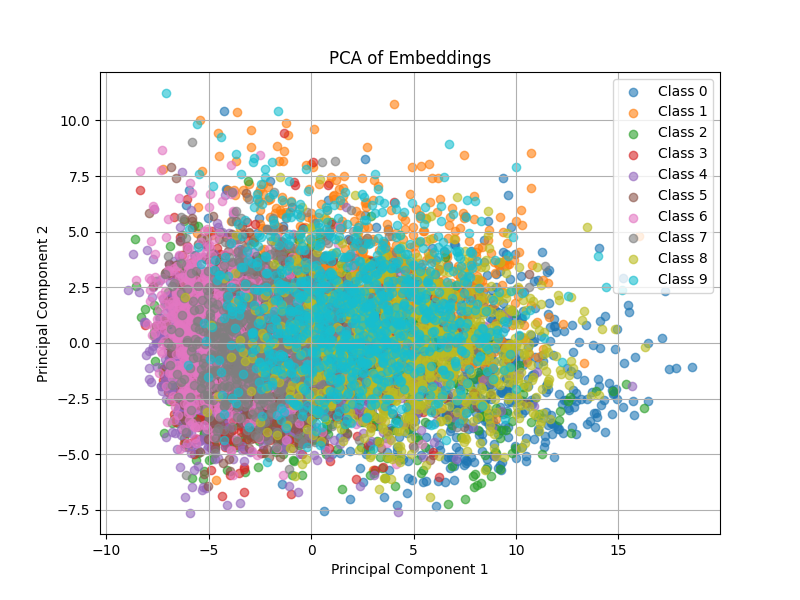 PCA of Embeddings
Class 0
Class 1
Class 2
Class 3
Class 4
Class 5
Class 6
Class 7
Class 8
Class 9
10.0
7.5
5.0
2.5
0.0
−2.5
−5.0
−7.5
Principal Component 2
−10
−5
0
5
10
15
Principal Component 1